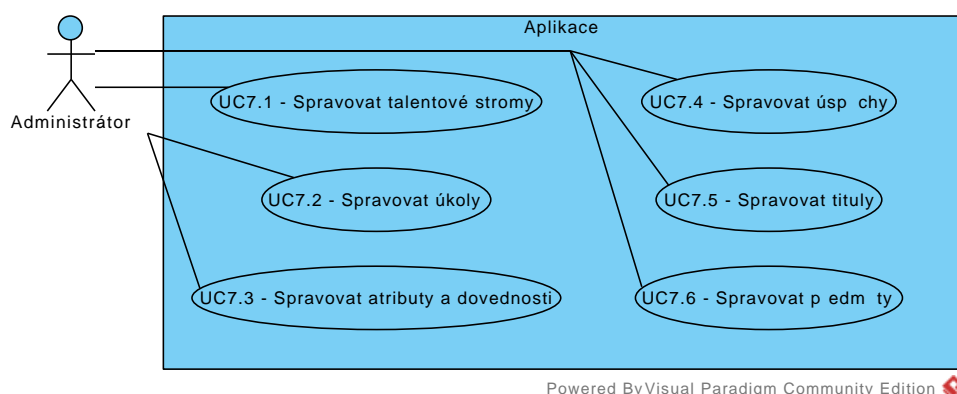 Aplikace
Administrátor
UC7.1 - Spravovat talentové stromy
UC7.2 - Spravovat úkoly
UC7.3 - Spravovat atributy a dovednosti
UC7.4 - Spravovat úsp chy
UC7.5 - Spravovat tituly
UC7.6 - Spravovat p edm ty
Powered By Visual Paradigm Community Edition